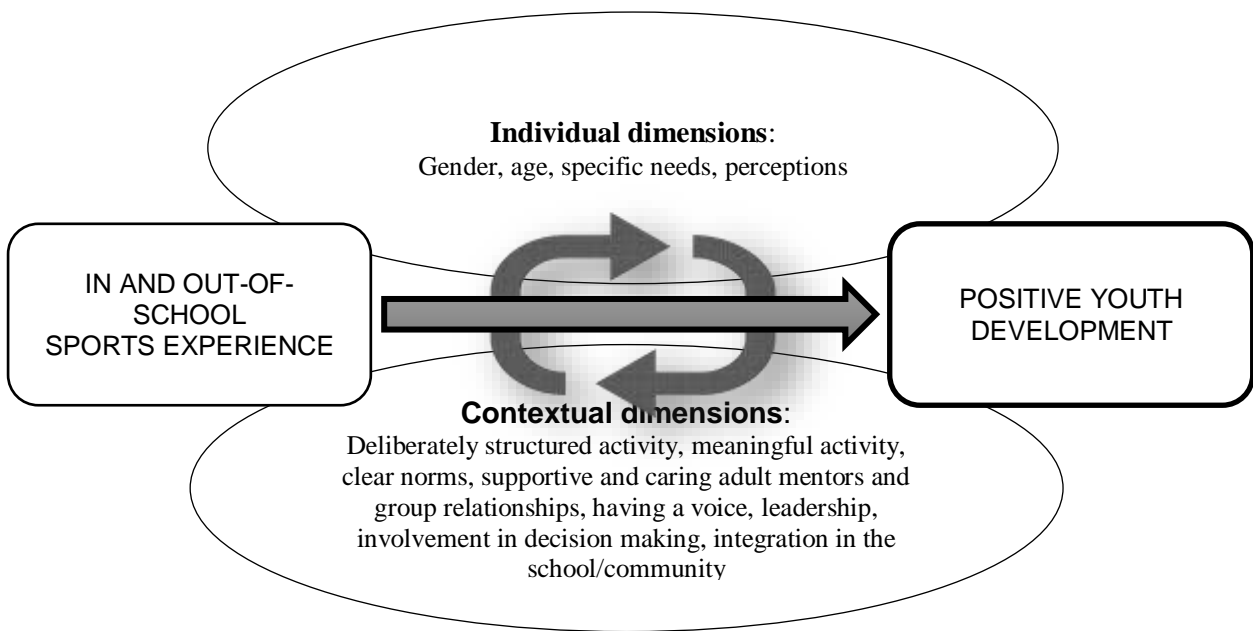 Individual dimensions:
Gender, age, specific needs, perceptions
IN AND OUT-OF-
SCHOOL
SPORTS EXPERIENCE
POSITIVE YOUTH
DEVELOPMENT
Contextual dimensions:
Deliberately structured activity, meaningful activity,
clear norms, supportive and caring adult mentors and
group relationships, having a voice, leadership,
involvement in decision making, integration in the
school/community